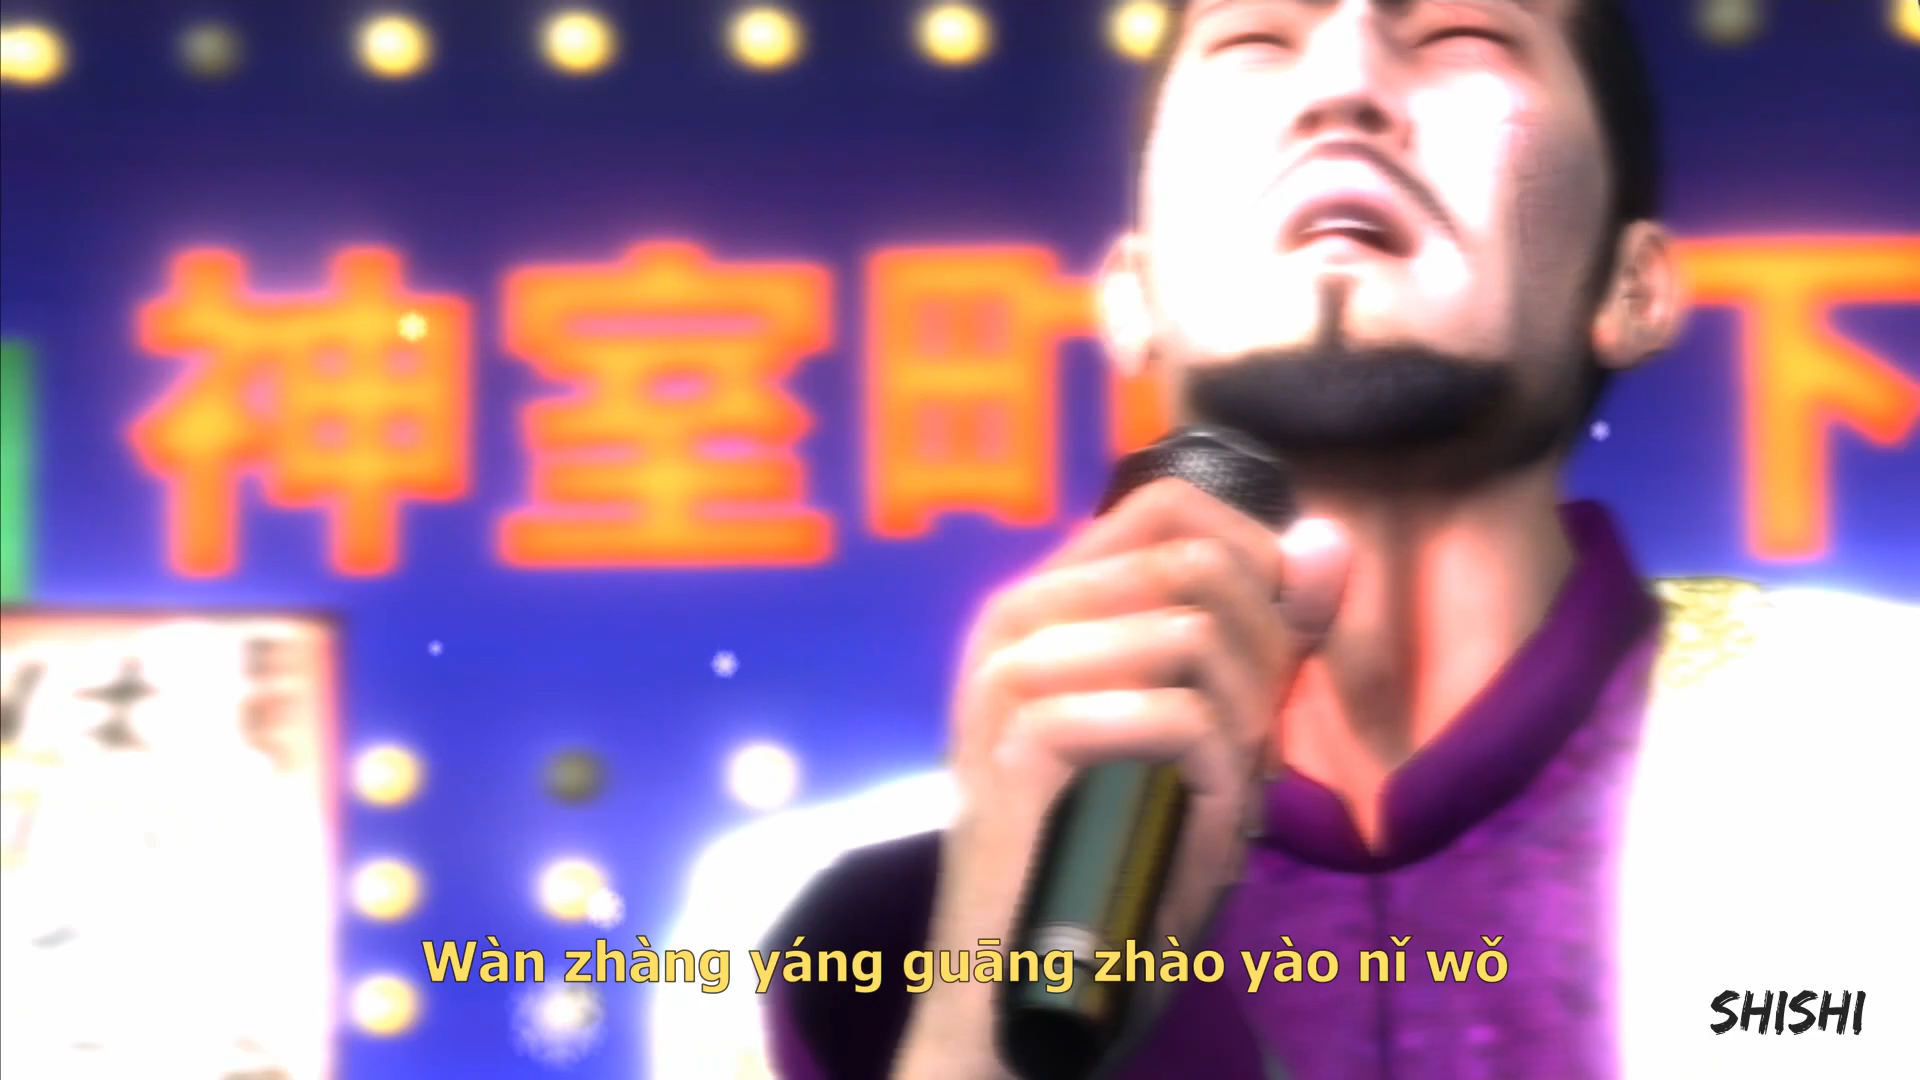 神室町 下
Wàn zhàng yáng guāng zhào yào nǐ wǒ
SHISHI